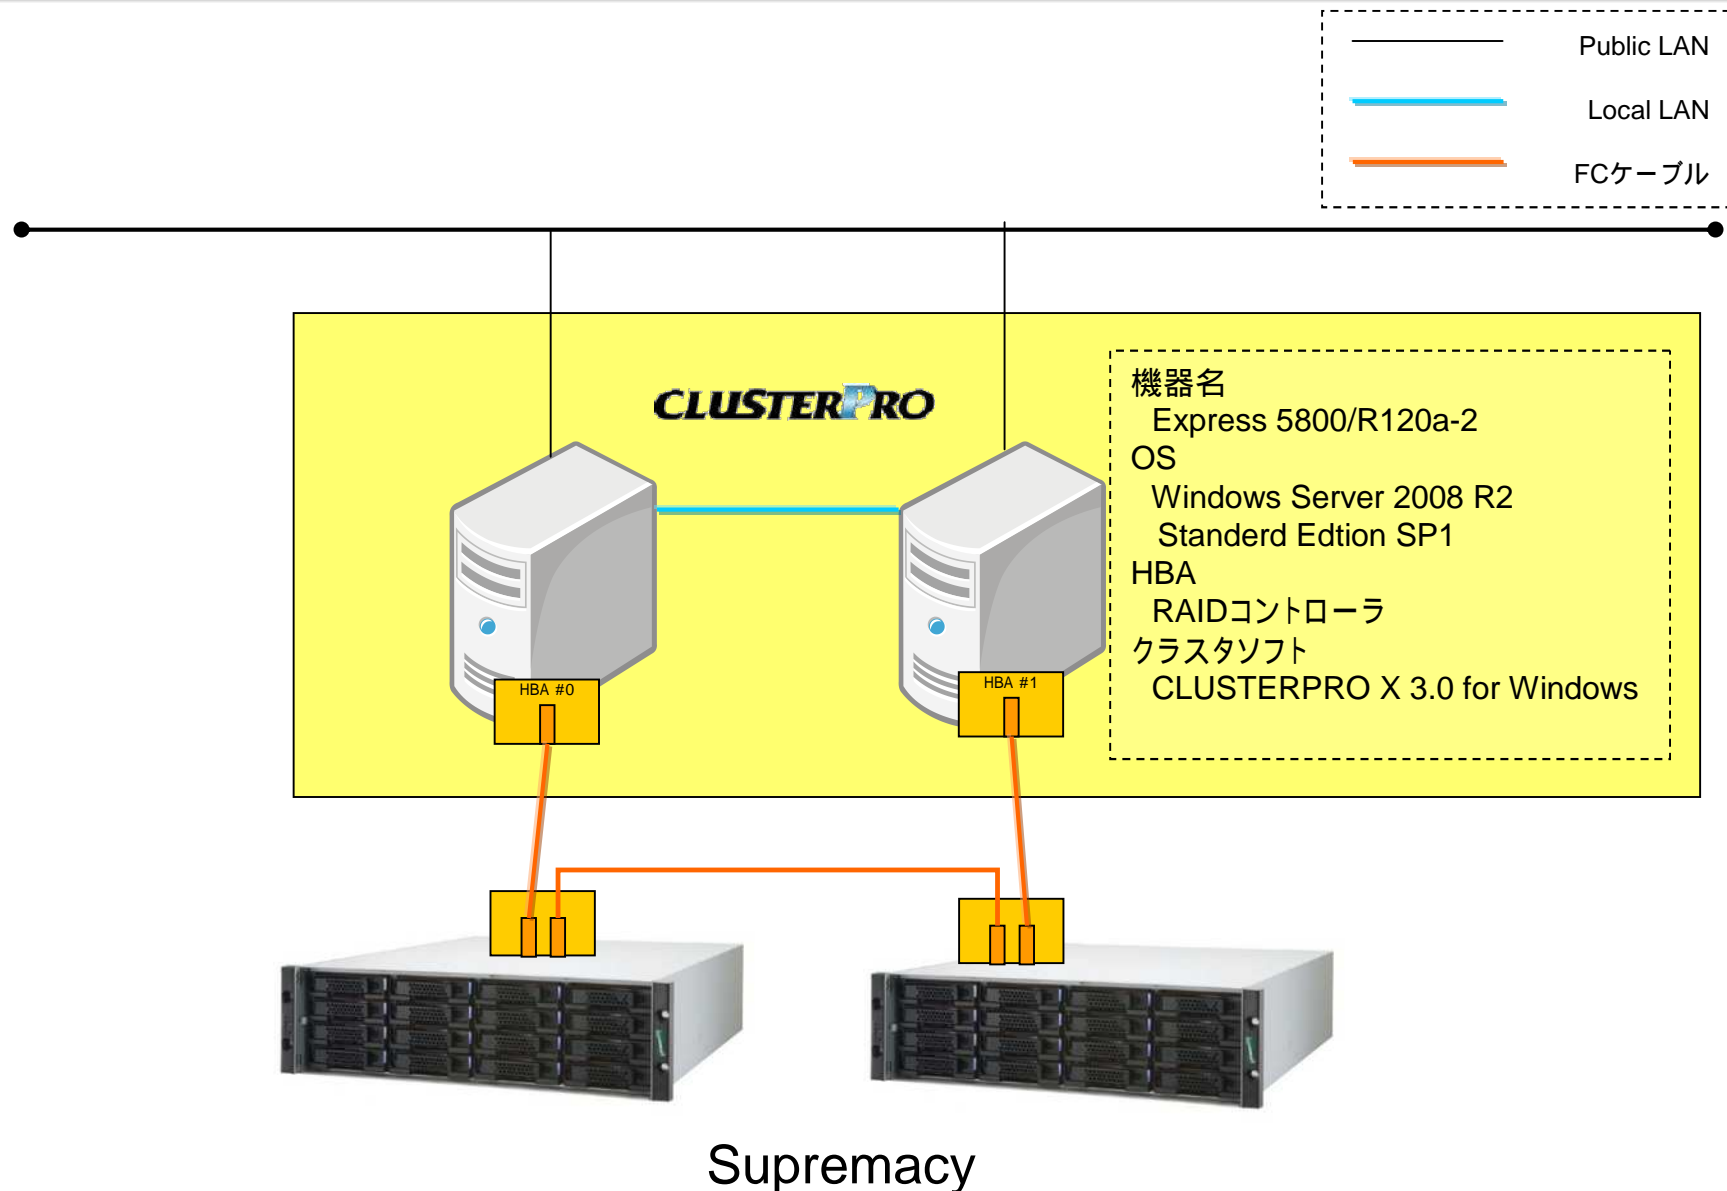 Public LAN
Local LAN
FCケーブル
CLUSTERPRO
機器名
Express 5800/R120a-2
OS
Windows Server 2008 R2
Standerd Edtion SP1
HBA
RAIDコントローラ
クラスタソフト
CLUSTERPRO X 3.0 for Windows
HBA #0
HBA #1
Supremacy